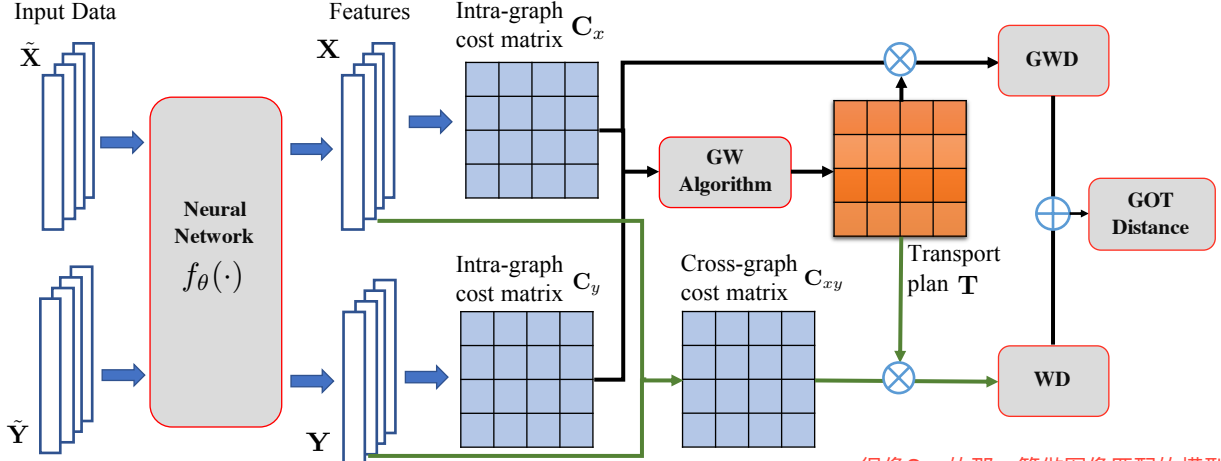 Input Data
Features
Intra-graph
cost matrix C_x
X̃
X
GWD
GW
Algorithm
Neural
Network
f_θ(·)
GOT
Distance
Transport
plan T
Intra-graph
cost matrix C_y
Cross-graph
cost matrix C_xy
WD
Ỹ
Y